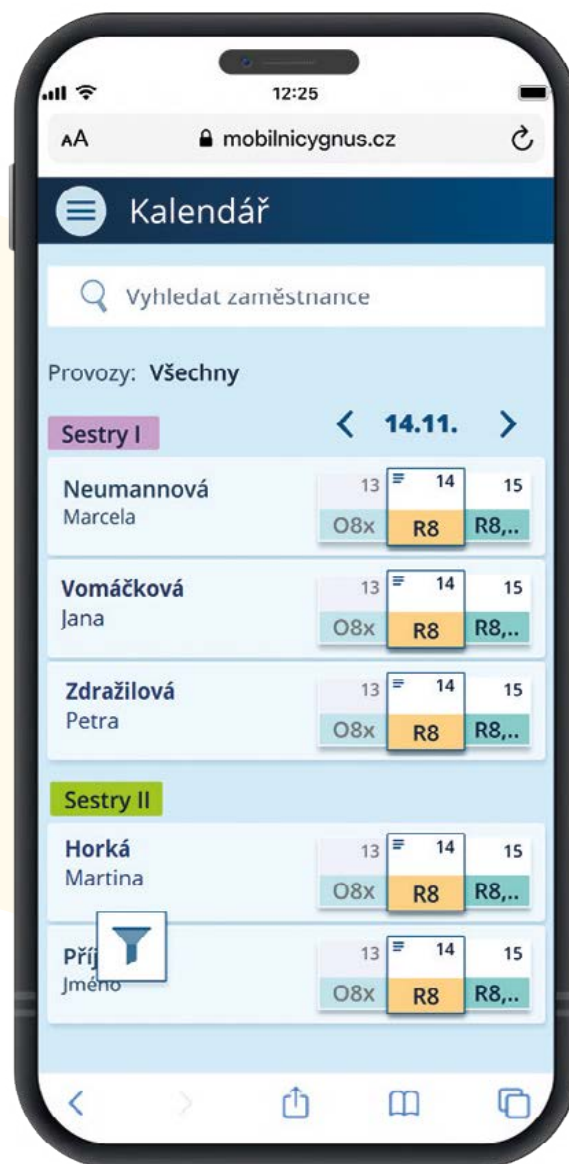 12:25
AA mobilnicygnus.cz
Kalendář
Vyhledat zaměstnance
Provozy: Všechny
Sestry I 14.11.
Neumannová 13 14 15
Marcela O8x R8 R8,..
Vomáčková 13 14 15
Jana O8x R8 R8,..
Zdražilová 13 14 15
Petra O8x R8 R8,..
Sestry II
Horká 13 14 15
Martina O8x R8 R8,..
13 14 15
Jméno O8x R8 R8,..